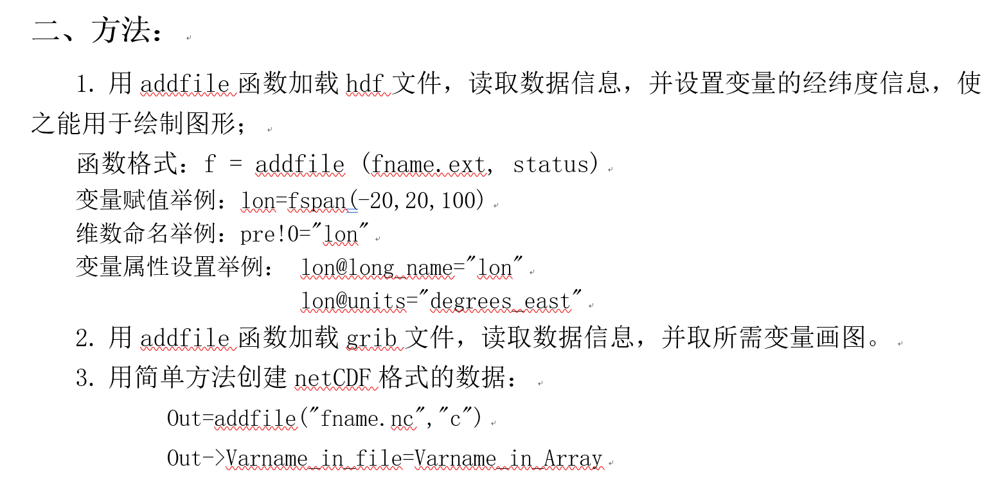 二、方法：
1. 用 addfile 函数加载 hdf 文件，读取数据信息，并设置变量的经纬度信息，使
之能用于绘制图形；
函数格式：f = addfile (fname.ext, status)
变量赋值举例：lon=fspan(-20,20,100)
维数命名举例：pre!0="lon"
变量属性设置举例： lon@long_name="lon"
lon@units="degrees_east"
2. 用 addfile 函数加载 grib 文件，读取数据信息，并取所需变量画图。
3. 用简单方法创建 netCDF 格式的数据：
Out=addfile("fname.nc","c")
Out->Varname_in_file=Varname_in_Array